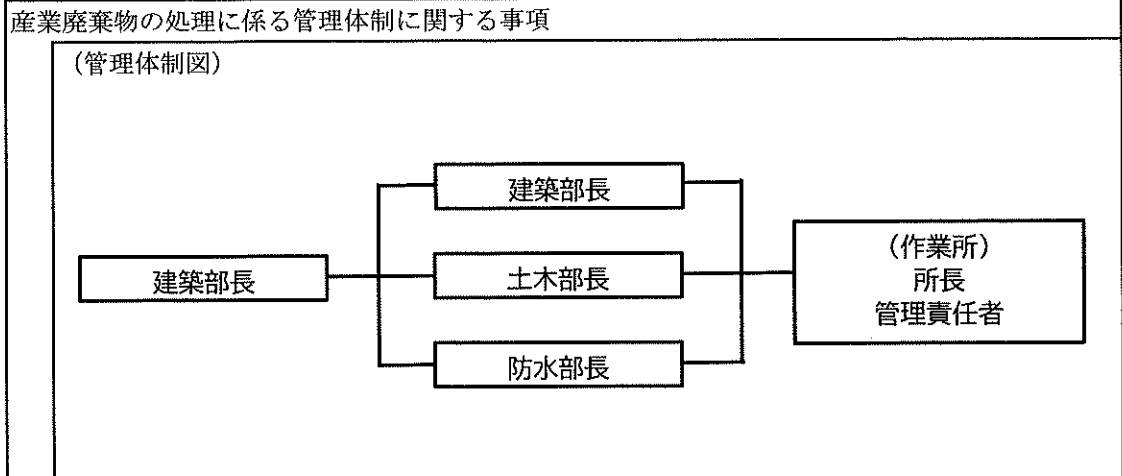 産業廃棄物の処理に係る管理体制に関する事項
（管理体制図）
建築部長
建築部長
土木部長
防水部長
（作業所）
所長
管理責任者